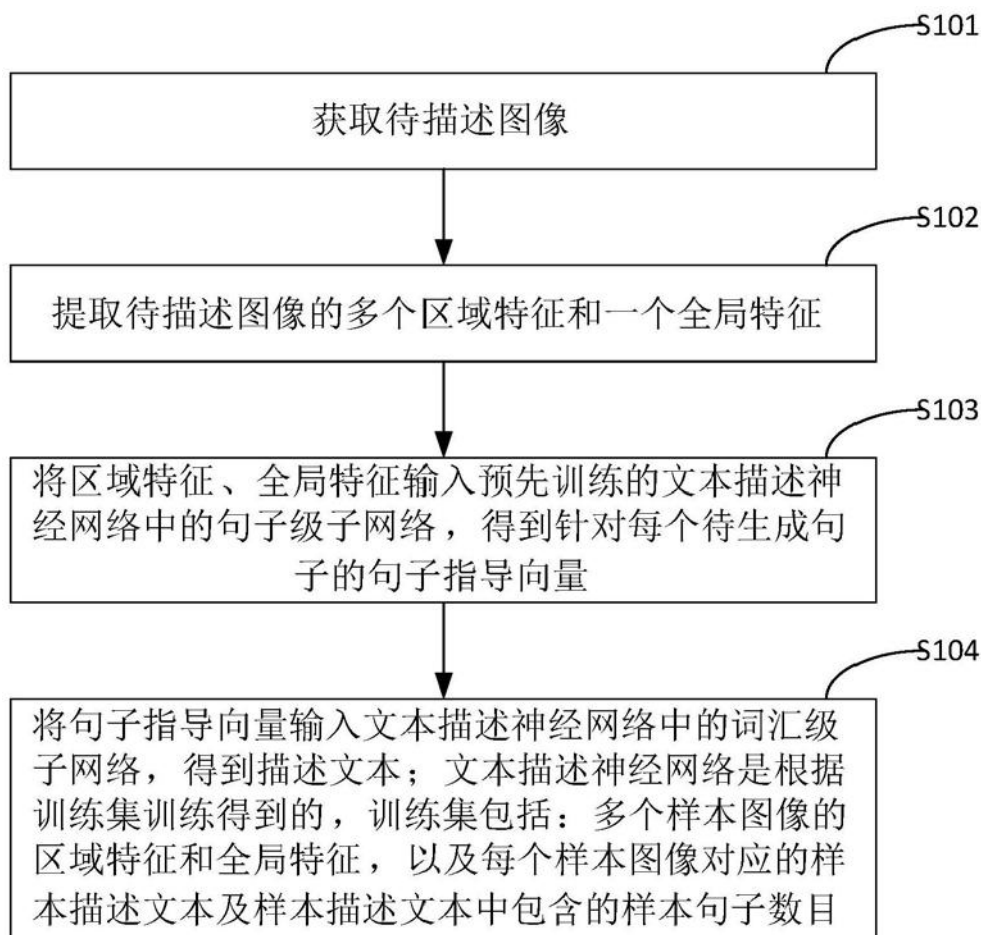 S101
获取待描述图像
S102
提取待描述图像的多个区域特征和一个全局特征
S103
将区域特征、全局特征输入预先训练的文本描述神
经网络中的句子级子网络，得到针对每个待生成句
子的句子指导向量
S104
将句子指导向量输入文本描述神经网络中的词汇级
子网络，得到描述文本；文本描述神经网络是根据
训练集训练得到的，训练集包括：多个样本图像的
区域特征和全局特征，以及每个样本图像对应的样
本描述文本及样本描述文本中包含的样本句子数目